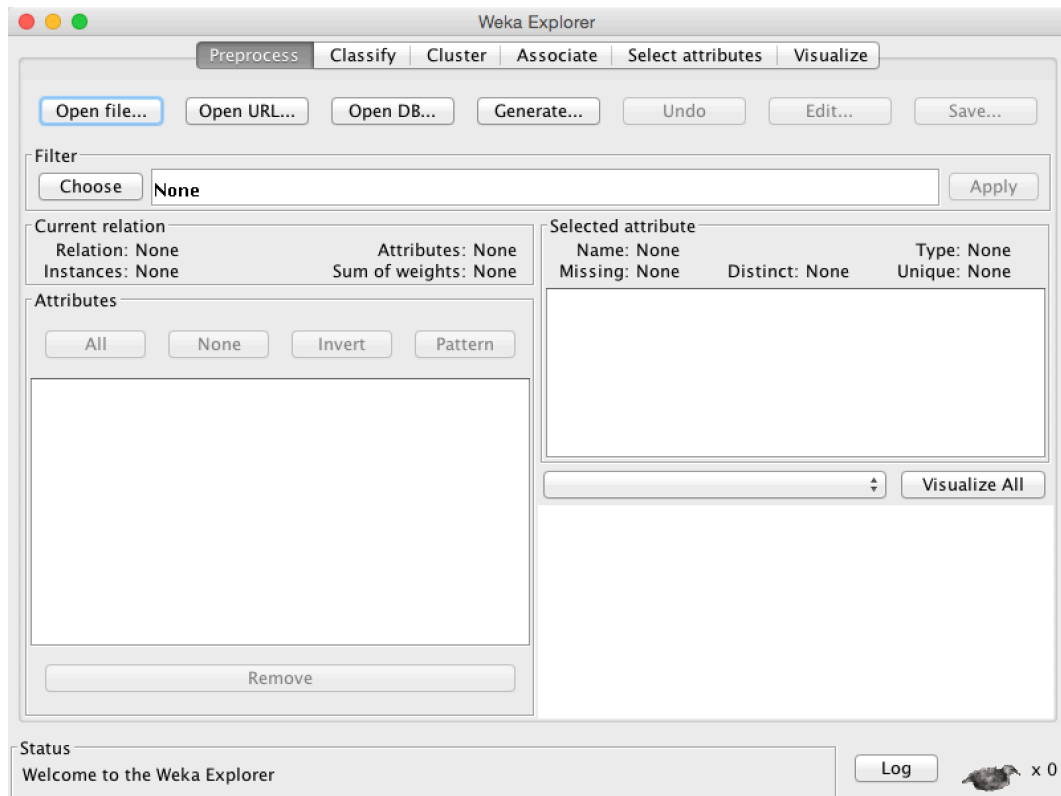 Weka Explorer
Preprocess Classify Cluster Associate Select attributes Visualize
Open file... Open URL... Open DB... Generate... Undo Edit... Save...
Filter
Choose None Apply
Current relation
Relation: None Attributes: None
Instances: None Sum of weights: None
Selected attribute
Name: None Type: None
Missing: None Distinct: None Unique: None
Attributes
All None Invert Pattern
Visualize All
Remove
Status
Welcome to the Weka Explorer
Log x 0